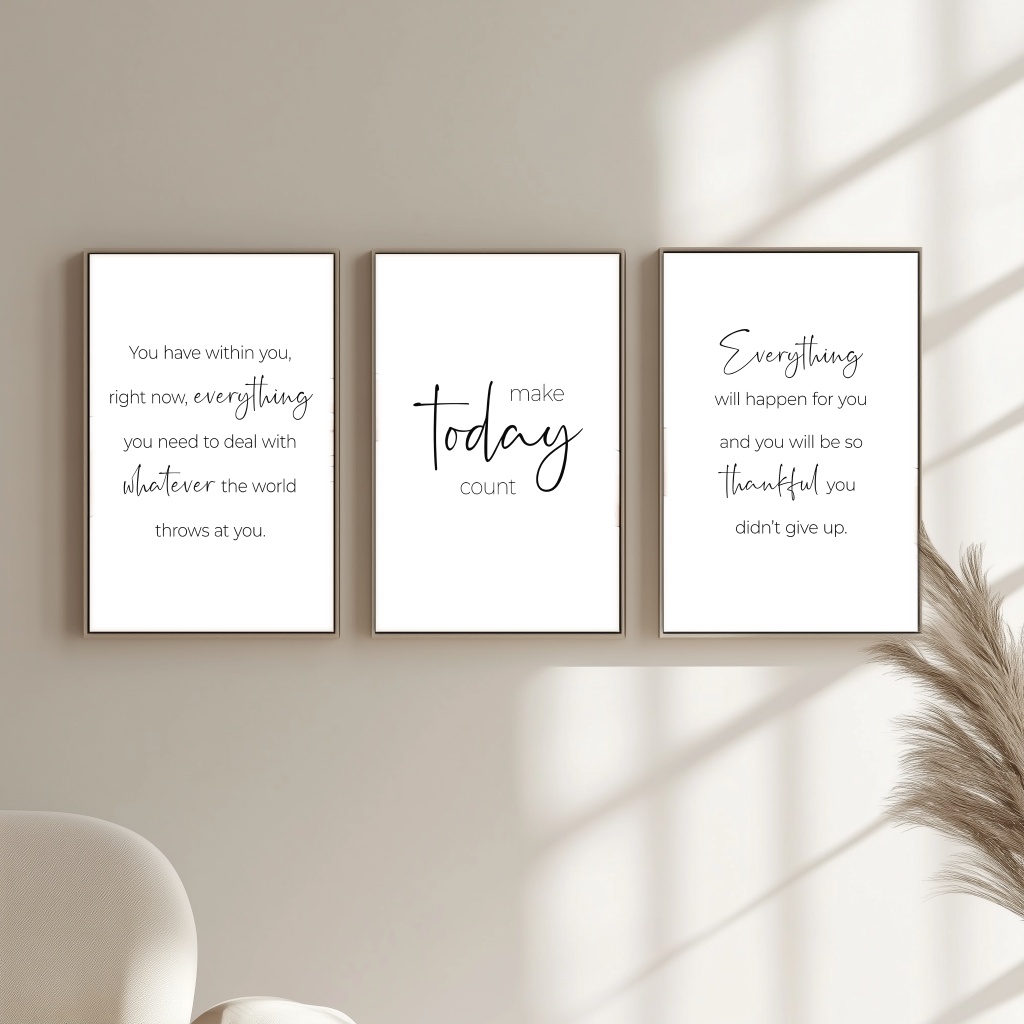 You have within you,
right now, everything
you need to deal with
whatever the world
throws at you.
make
today
count
Everything
will happen for you
and you will be so
thankful you
didn't give up.